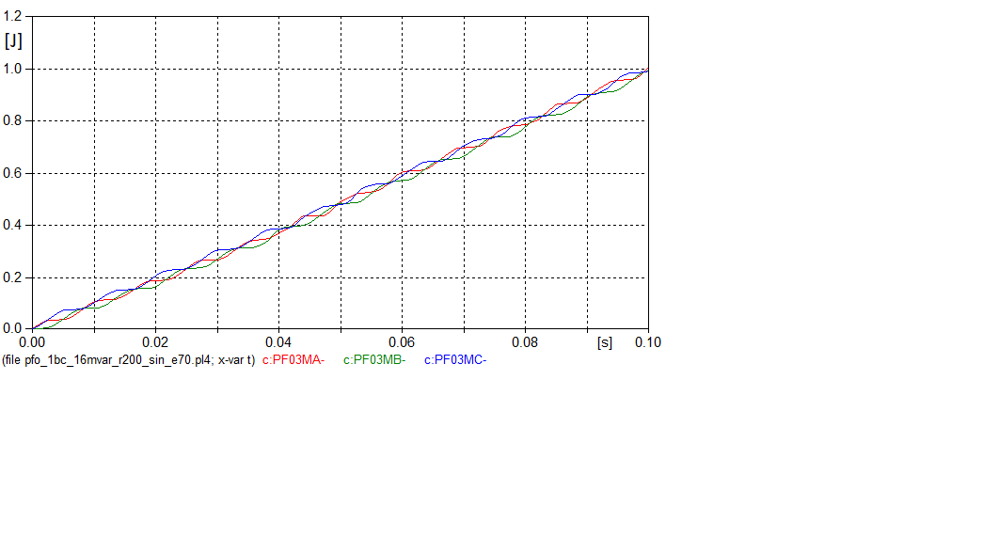 1.2
[J]
1.0
0.8
0.6
0.4
0.2
0.0
0.00 0.02 0.04 0.06 0.08 [s] 0.10
(file pfo_1bc_16mvar_r200_sin_e70.pl4; x-var t) c:PF03MA- c:PF03MB- c:PF03MC-